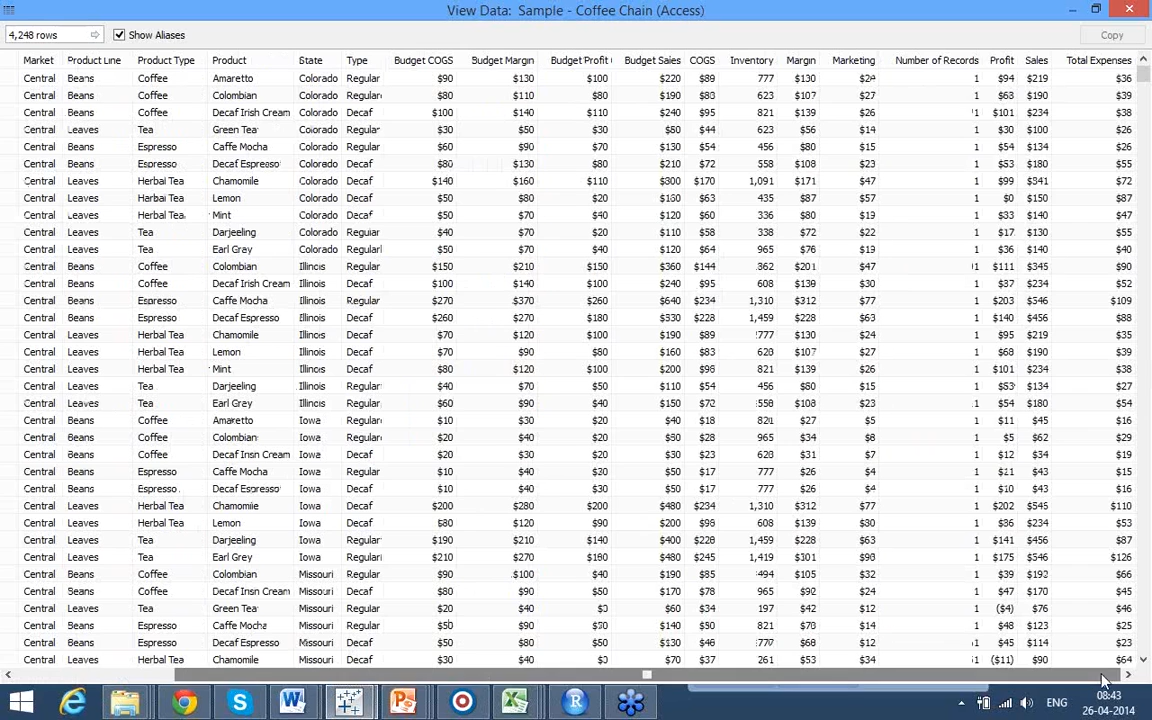 View Data: Sample - Coffee Chain (Access)
4,248 rows Show Aliases Copy
Market Product Line Product Type Product State Type Budget COGS Budget Margin Budget Profit Budget Sales COGS Inventory Margin Marketing Number of Records Profit Sales Total Expenses
Central Beans Coffee Amaretto Colorado Regular $90 $130 $100 $220 $89 777 $130 $24 1 $94 $219 $36
Central Beans Coffee Colombian Colorado Regular $80 $110 $80 $190 $83 623 $107 $27 1 $68 $190 $39
Central Beans Coffee Decaf Irish Cream Colorado Decaf $100 $140 $110 $240 $95 821 $139 $26 1 $101 $234 $38
Central Leaves Tea Green Tea Colorado Regular $30 $50 $30 $80 $44 623 $56 $14 1 $30 $100 $26
Central Beans Espresso Caffe Mocha Colorado Regular $60 $90 $70 $130 $54 456 $80 $15 1 $54 $134 $26
Central Beans Espresso Decaf Espresso Colorado Decaf $80 $130 $80 $210 $72 558 $108 $23 1 $53 $180 $55
Central Leaves Herbal Tea Chamomile Colorado Decaf $140 $160 $110 $300 $170 1,091 $171 $47 1 $99 $341 $72
Central Leaves Herbal Tea Lemon Colorado Decaf $50 $80 $20 $130 $63 435 $87 $57 1 $0 $150 $87
Central Leaves Herbal Tea Mint Colorado Decaf $50 $70 $40 $120 $60 336 $80 $19 1 $33 $140 $47
Central Leaves Tea Darjeeling Colorado Regular $40 $70 $20 $110 $58 338 $72 $22 1 $17 $130 $55
Central Leaves Tea Earl Grey Colorado Regular $50 $70 $40 $120 $64 965 $76 $19 1 $36 $140 $40
Central Beans Coffee Colombian Illinois Regular $150 $210 $150 $360 $144 362 $201 $47 1 $111 $345 $90
Central Beans Coffee Decaf Irish Cream Illinois Decaf $100 $140 $100 $240 $95 608 $139 $30 1 $37 $234 $52
Central Beans Espresso Caffe Mocha Illinois Regular $270 $370 $260 $640 $234 1,310 $312 $77 1 $203 $546 $109
Central Beans Espresso Decaf Espresso Illinois Decaf $260 $270 $180 $530 $228 1,459 $228 $63 1 $140 $456 $88
Central Leaves Herbal Tea Chamomile Illinois Decaf $70 $120 $100 $190 $89 777 $130 $24 1 $95 $219 $35
Central Leaves Herbal Tea Lemon Illinois Decaf $70 $90 $80 $160 $83 $107 $27 1 $68 $190 $39
Central Leaves Herbal Tea Mint Illinois Decaf $80 $120 $100 $200 821 $139 $26 1 $101 $234 $38
Central Leaves Tea Darjeeling Illinois Regular $40 $70 $50 $110 $54 456 $80 $15 1 $53 $134 $27
Central Leaves Tea Earl Grey Illinois Regular $60 $90 $40 $150 $72 558 $108 $23 1 $54 $180 $54
Central Beans Coffee Amaretto Iowa Regular $10 $30 $20 $40 $18 821 $27 $5 1 $11 $45 $16
Central Beans Coffee Colombian Iowa Regular $20 $40 $20 $28 965 $34 $8 1 $5 $62 $29
Central Beans Coffee Iowa Decaf $20 $30 $20 $23 $31 $7 1 $12 $34 $19
Central Beans Espresso Caffe Mocha Iowa Regular $10 $40 $30 $50 $17 777 $26 $4 1 $21 $43 $15
Central Beans Espresso Decaf Espresso Iowa Decaf $10 $40 $30 $50 $17 777 $26 $4 1 $10 $43 $16
Central Leaves Herbal Tea Chamomile Iowa Decaf $200 $280 $200 $480 $234 1,310 $312 $77 1 $202 $545 $110
Central Leaves Herbal Tea Lemon Iowa Decaf $80 $120 $90 $200 608 $139 $30 1 $36 $234 $53
Central Leaves Tea Darjeeling Iowa Regular $190 $210 $140 $400 $228 1,459 $228 $63 1 $141 $456 $87
Central Leaves Tea Earl Grey Iowa Regular $210 $270 $180 $480 $245 1,419 $301 1 $175 $546 $126
Central Beans Coffee Colombian Missouri Regular $90 $100 $40 $190 $85 494 $105 $32 1 $39 $192 $66
Central Beans Coffee Missouri Decaf $80 $90 $50 $170 $78 251 $92 $24 1 $47 $170 $45
Central Leaves Tea Green Tea Missouri Regular $20 $40 $60 $34 197 $42 $12 1 ($4) $76 $46
Central Beans Espresso Caffe Mocha Missouri Regular $50 $90 $140 $50 821 $12 1 $48 $123 $25
Central Beans Espresso Decaf Espresso Missouri Decaf $50 $80 $50 $130 $46 777 $68 $12 1 $45 $114 $23
Central Leaves Herbal Tea Chamomile Missouri Decaf $30 $40 $70 $37 261 $53 $34 1 ($11) $90 $64
ENG
08:43
26-04-2014